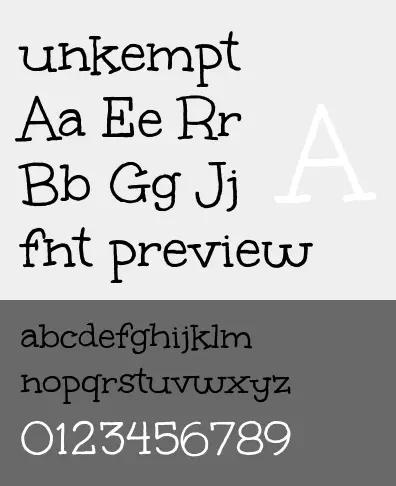 unkempt
Aa Ee Rr
A
Bb Gg Jj
fnt preview
abcdefghijklm
nopqrstuvwxyz
0123456789